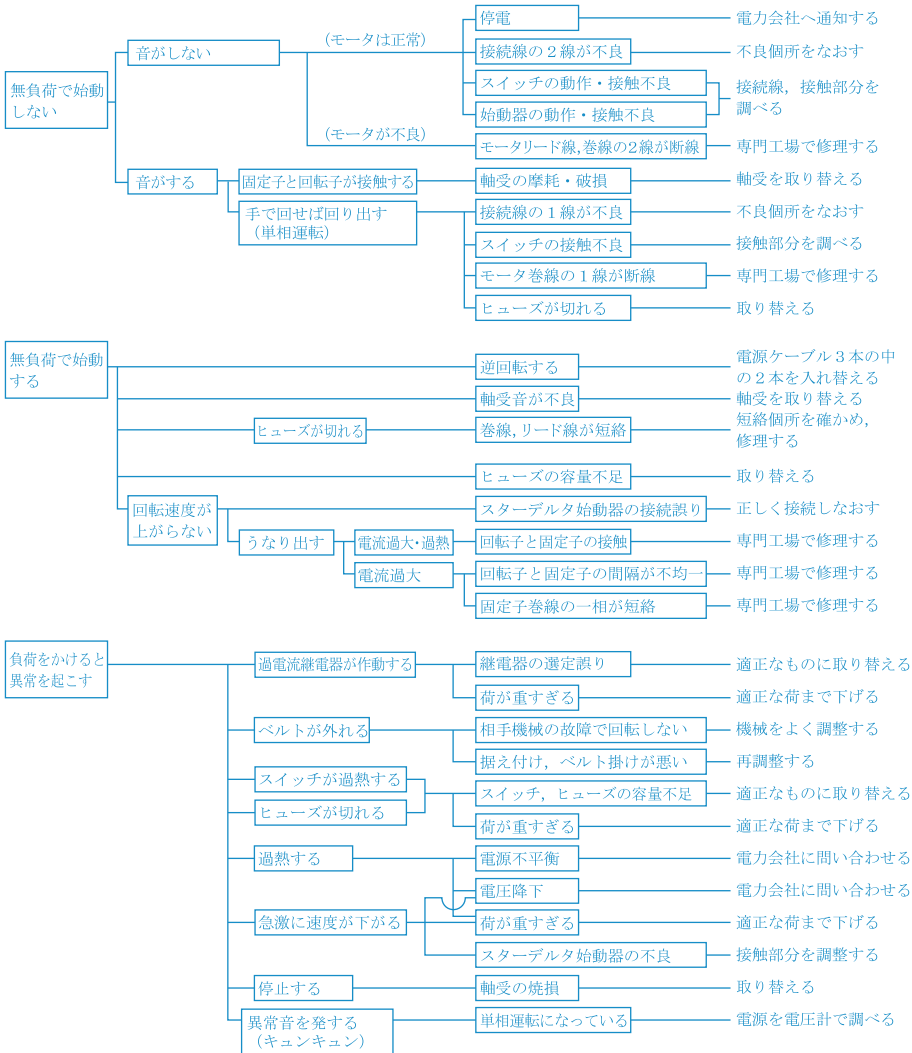 無負荷で始動
しない
音がしない
（モータは正常）
停電
電力会社へ通知する
接続線の２線が不良
不良個所をなおす
スイッチの動作・接触不良
始動器の動作・接触不良
接続線，接触部分を
調べる
（モータが不良）
モータリード線,巻線の2線が断線
専門工場で修理する
音がする
固定子と回転子が接触する
軸受の摩耗・破損
軸受を取り替える
手で回せば回り出す
（単相運転）
接続線の１線が不良
不良個所をなおす
スイッチの接触不良
接触部分を調べる
モータ巻線の１線が断線
専門工場で修理する
ヒューズが切れる
取り替える
無負荷で始動
する
逆回転する
電源ケーブル３本の中
の２本を入れ替える
軸受音が不良
軸受を取り替える
ヒューズが切れる
巻線,リード線が短絡
短絡個所を確かめ，
修理する
ヒューズの容量不足
取り替える
回転速度が
上がらない
スターデルタ始動器の接続誤り
正しく接続しなおす
うなり出す
電流過大・過熱
回転子と固定子の接触
専門工場で修理する
電流過大
回転子と固定子の間隔が不均一
専門工場で修理する
固定子巻線の一相が短絡
専門工場で修理する
負荷をかけると
異常を起こす
過電流継電器が作動する
継電器の選定誤り
適正なものに取り替える
荷が重すぎる
適正な荷まで下げる
ベルトが外れる
相手機械の故障で回転しない
機械をよく調整する
据え付け，ベルト掛けが悪い
再調整する
スイッチが過熱する
ヒューズが切れる
スイッチ，ヒューズの容量不足
適正なものに取り替える
荷が重すぎる
適正な荷まで下げる
過熱する
電源不平衡
電力会社に問い合わせる
電圧降下
電力会社に問い合わせる
急激に速度が下がる
荷が重すぎる
適正な荷まで下げる
スターデルタ始動器の不良
接触部分を調整する
停止する
軸受の焼損
取り替える
異常音を発する
（キュンキュン）
単相運転になっている
電源を電圧計で調べる